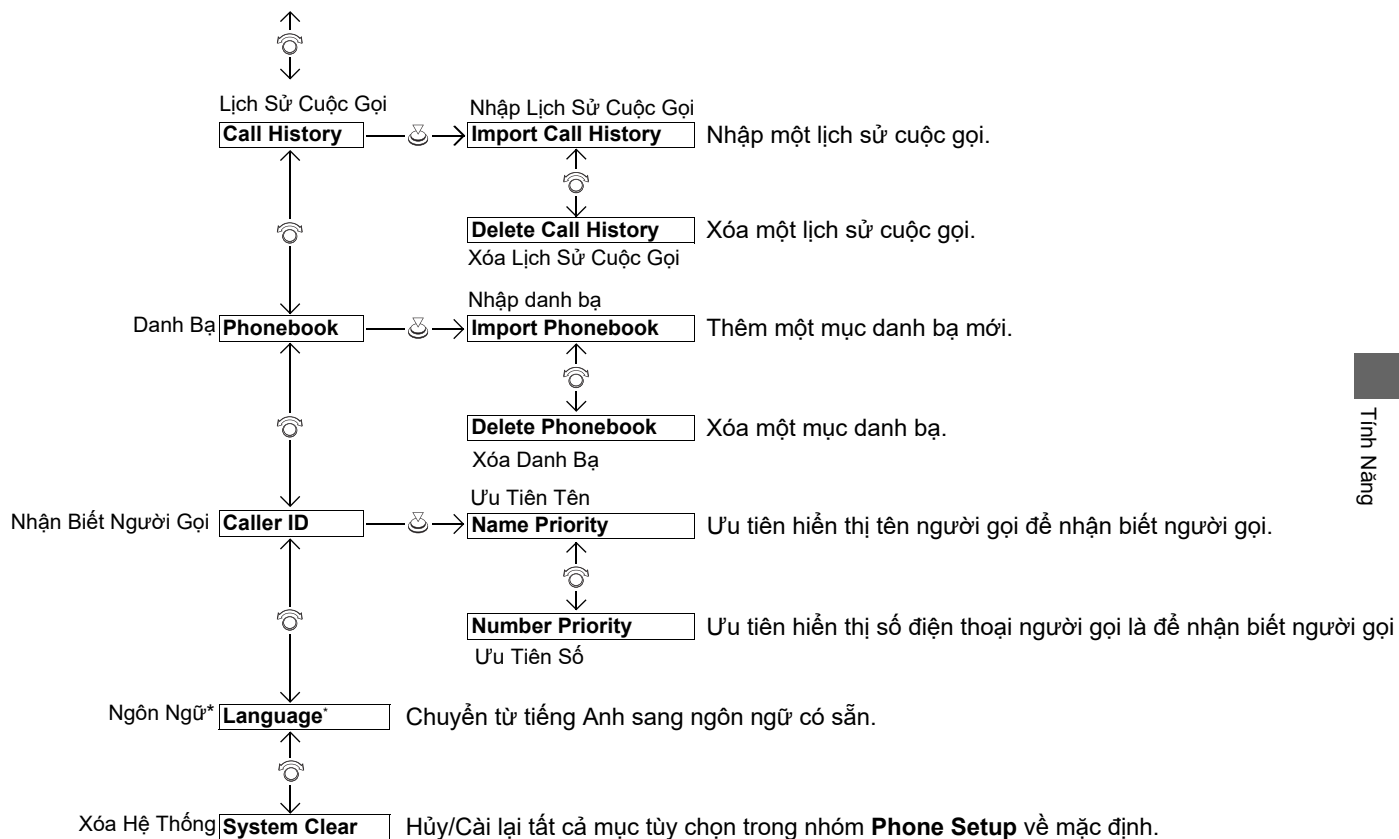 Lịch Sử Cuộc Gọi
Call History
Nhập Lịch Sử Cuộc Gọi
Import Call History
Nhập một lịch sử cuộc gọi.
Delete Call History
Xóa một lịch sử cuộc gọi.
Xóa Lịch Sử Cuộc Gọi
Danh Bạ
Phonebook
Nhập danh bạ
Import Phonebook
Thêm một mục danh bạ mới.
Delete Phonebook
Xóa một mục danh bạ.
Xóa Danh Bạ
Nhận Biết Người Gọi
Caller ID
Ưu Tiên Tên
Name Priority
Ưu tiên hiển thị tên người gọi để nhận biết người gọi.
Number Priority
Ưu tiên hiển thị số điện thoại người gọi là để nhận biết người gọi
Ưu Tiên Số
Ngôn Ngữ*
Language*
Chuyển từ tiếng Anh sang ngôn ngữ có sẵn.
Xóa Hệ Thống
System Clear
Hủy/Cài lại tất cả mục tùy chọn trong nhóm Phone Setup về mặc định.
Tính Năng